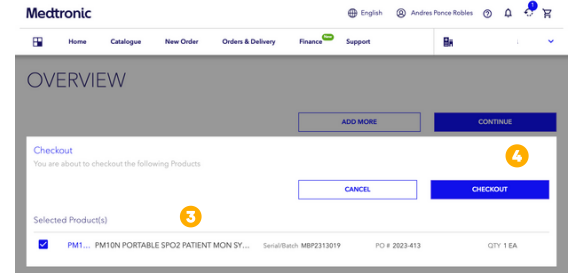 Medtronic
English Andres Ponce Robles
Home Catalogue New Order Orders & Delivery Finance New Support
OVERVIEW
ADD MORE CONTINUE
Checkout
You are about to checkout the following Products
4
CANCEL CHECKOUT
Selected Product(s)
3
PM1... PM10N PORTABLE SPO2 PATIENT MON SY... Serial/Batch MBP2313019 PO # 2023-413 QTY 1 EA